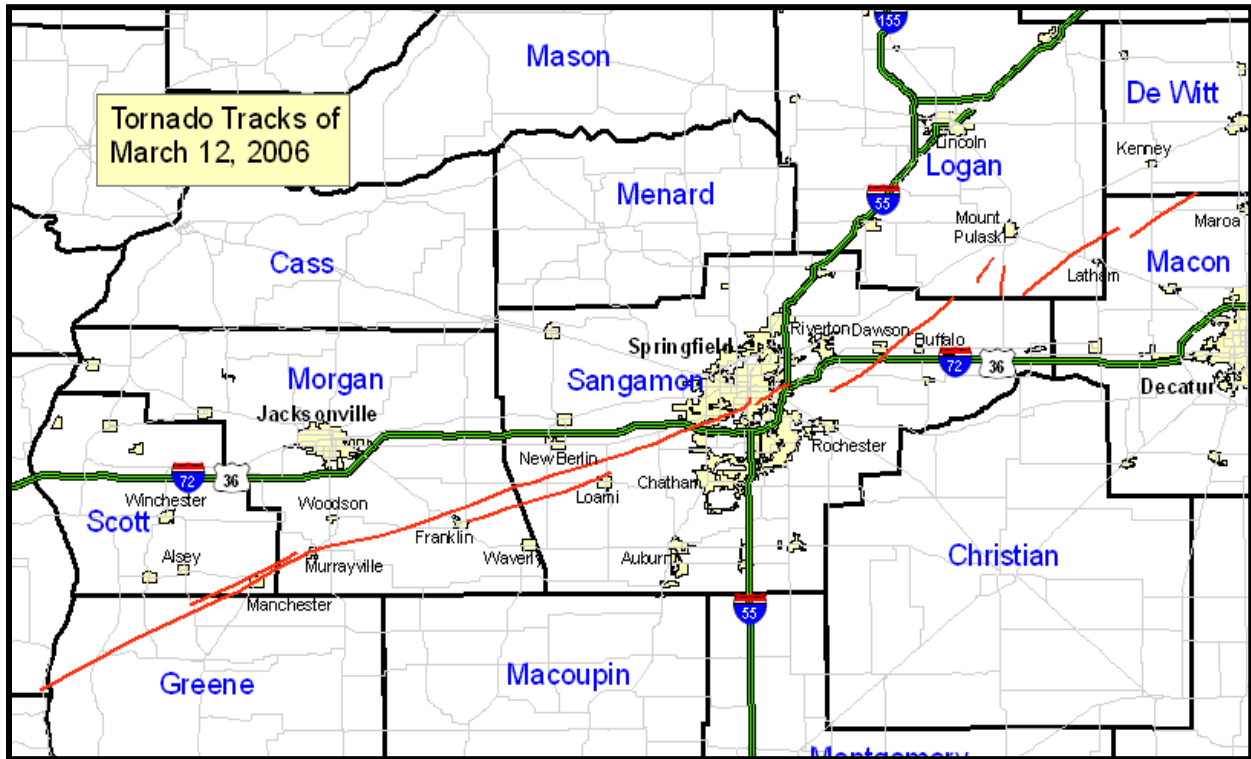 155
Mason
De Witt
Tornado Tracks of
March 12, 2006
Lincoln
Kenney
Logan
Menard
55
Mount
Pulaski
Maroa
Cass
Latham
Macon
Riverton
Dawson
Buffalo
Springfield
72
36
Morgan
Sangamon
Decatur
Jacksonville
Rochester
New Berlin
72
36
Chatham
Loami
Winchester
Woodson
Scott
Franklin
Alsey
Murrayville
Waverly
Auburn
Christian
Manchester
55
Greene
Macoupin
Montgomery